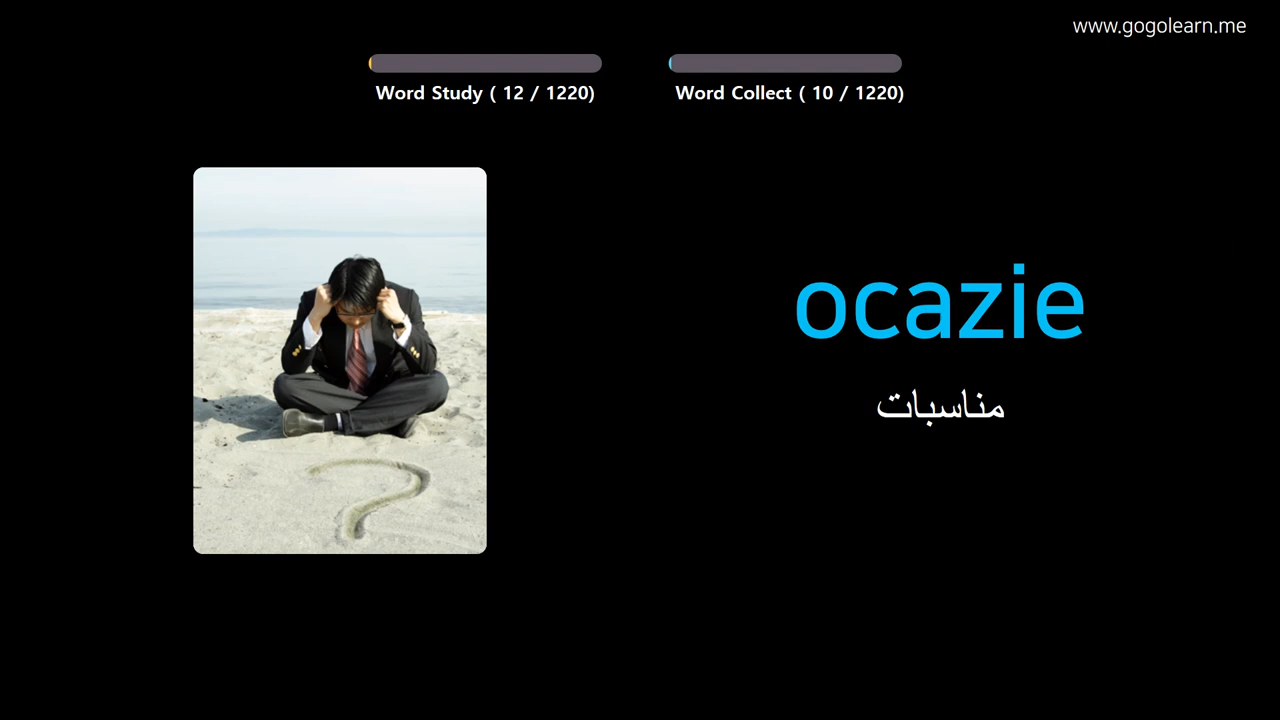 www.gogolearn.me
Word Study ( 12 / 1220)
Word Collect ( 10 / 1220)
ocazie
مناسبات
?